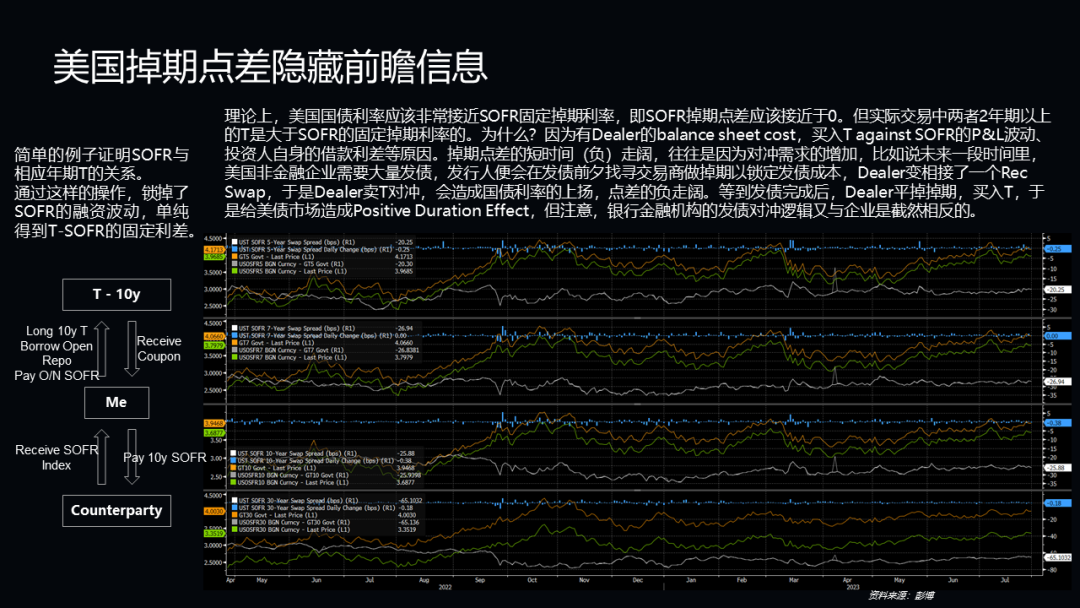 美国掉期点差隐藏前瞻信息
理论上，美国国债利率应该非常接近SOFR固定掉期利率，即SOFR掉期点差应该接近于0。但实际交易中两者2年期以上
的T是大于SOFR的固定掉期利率的。为什么？因为有Dealer的balance sheet cost，买入T against SOFR的P&L波动、
投资人自身的借款利差等原因。掉期点差的短时间（负）走阔，往往是因为对冲需求的增加，比如说未来一段时间里，
美国非金融企业需要大量发债，发行人便会在发债前夕找寻交易商做掉期以锁定发债成本，Dealer变相接了一个Rec
Swap，于是Dealer卖T对冲，会造成国债利率的上扬，点差的负走阔。等到发债完成后，Dealer平掉掉期，买入T，于
是给美债市场造成Positive Duration Effect，但注意，银行金融机构的发债对冲逻辑又与企业是截然相反的。
简单的例子证明SOFR与
相应年期T的关系。
通过这样的操作，锁掉了
SOFR的融资波动，单纯
得到T-SOFR的固定利差。
T - 10y
Long 10y T
Borrow Open
Repo
Pay O/N SOFR
Receive
Coupon
Me
Receive SOFR
Index
Pay 10y SOFR
Counterparty
UST SOFR 5-Year Swap Spread (bps) (R1) -20.25
UST SOFR 5-Year Swap Spread Daily Change (bps) (R1) -0.25
GT5 Govt - Last Price (L1) 4.1713
USOSFR5 BGN Curncy - GT5 Govt (R1) -20.30
USOSFR5 BGN Curncy - Last Price (L1) 3.9685
UST SOFR 7-Year Swap Spread (bps) (R1) -26.94
UST SOFR 7-Year Swap Spread Daily Change (bps) (R1) 0.00
GT7 Govt - Last Price (L1) 4.0660
USOSFR7 BGN Curncy - GT7 Govt (R1) -26.8381
USOSFR7 BGN Curncy - Last Price (L1) 3.7979
UST SOFR 10-Year Swap Spread (bps) (R1) -25.88
UST SOFR 10-Year Swap Spread Daily Change (bps) (R1) -0.38
GT10 Govt - Last Price (L1) 3.9468
USOSFR10 BGN Curncy - GT10 Govt (R1) -25.9398
USOSFR10 BGN Curncy - Last Price (L1) 3.6877
UST SOFR 30-Year Swap Spread (bps) (R1) -65.1032
UST SOFR 30-Year Swap Spread Daily Change (bps) (R1) -0.18
GT30 Govt - Last Price (L1) 4.0030
USOSFR30 BGN Curncy - GT30 Govt (R1) -65.136
USOSFR30 BGN Curncy - Last Price (L1) 3.3519
Apr May Jun Jul Aug Sep Oct Nov Dec Jan Feb Mar Apr May Jun Jul
2022 2023
资料来源：彭博